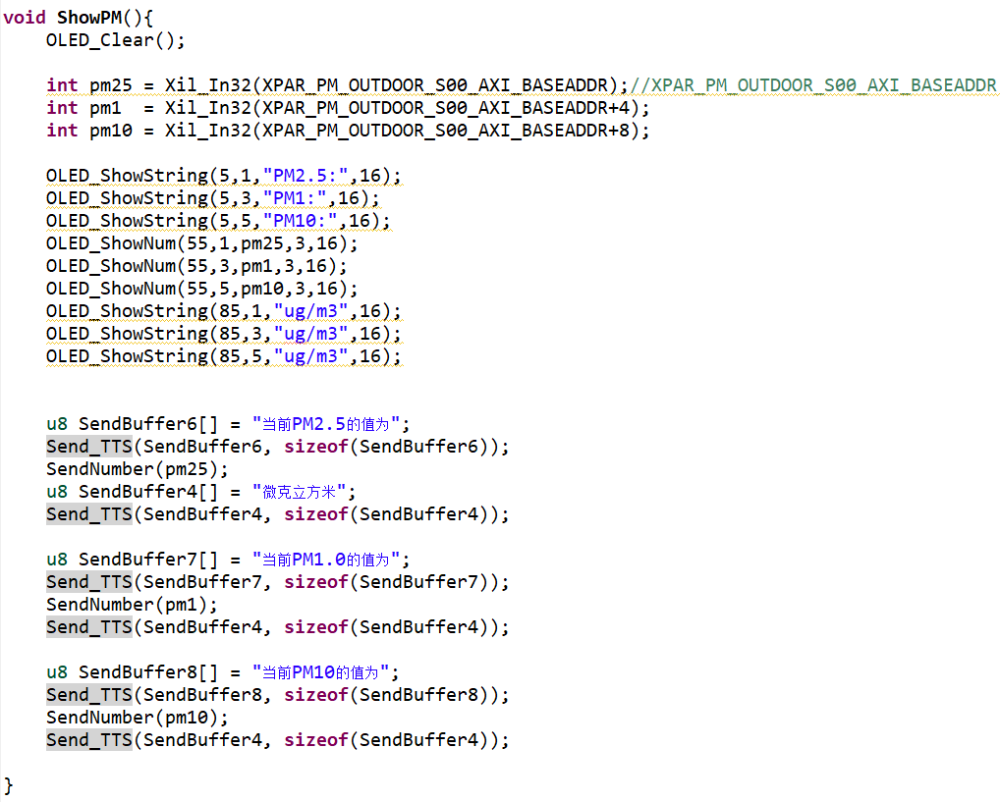 void ShowPM(){
OLED_Clear();
int pm25 = Xil_In32(XPAR_PM_OUTDOOR_S00_AXI_BASEADDR);//XPAR_PM_OUTDOOR_S00_AXI_BASEADDR
int pm1  = Xil_In32(XPAR_PM_OUTDOOR_S00_AXI_BASEADDR+4);
int pm10 = Xil_In32(XPAR_PM_OUTDOOR_S00_AXI_BASEADDR+8);
OLED_ShowString(5,1,"PM2.5:",16);
OLED_ShowString(5,3,"PM1:",16);
OLED_ShowString(5,5,"PM10:",16);
OLED_ShowNum(55,1,pm25,3,16);
OLED_ShowNum(55,3,pm1,3,16);
OLED_ShowNum(55,5,pm10,3,16);
OLED_ShowString(85,1,"ug/m3",16);
OLED_ShowString(85,3,"ug/m3",16);
OLED_ShowString(85,5,"ug/m3",16);
u8 SendBuffer6[] = "当前PM2.5的值为";
Send_TTS(SendBuffer6, sizeof(SendBuffer6));
SendNumber(pm25);
u8 SendBuffer4[] = "微克立方米";
Send_TTS(SendBuffer4, sizeof(SendBuffer4));
u8 SendBuffer7[] = "当前PM1.0的值为";
Send_TTS(SendBuffer7, sizeof(SendBuffer7));
SendNumber(pm1);
Send_TTS(SendBuffer4, sizeof(SendBuffer4));
u8 SendBuffer8[] = "当前PM10的值为";
Send_TTS(SendBuffer8, sizeof(SendBuffer8));
SendNumber(pm10);
Send_TTS(SendBuffer4, sizeof(SendBuffer4));
}